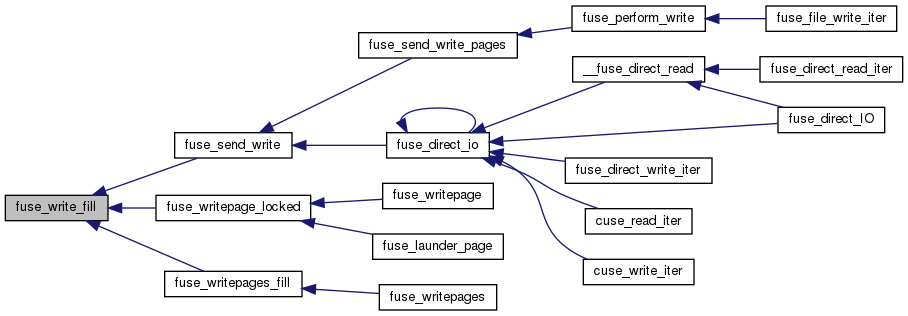 fuse_perform_write
fuse_file_write_iter
fuse_send_write_pages
__fuse_direct_read
fuse_direct_read_iter
fuse_direct_IO
fuse_send_write
fuse_direct_io
fuse_direct_write_iter
fuse_write_fill
fuse_writepage_locked
fuse_writepage
cuse_read_iter
fuse_launder_page
cuse_write_iter
fuse_writepages_fill
fuse_writepages